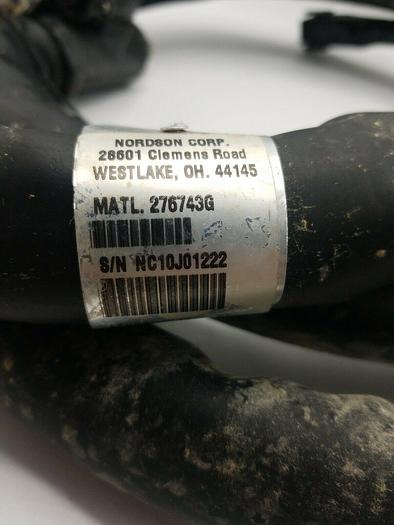 NORDSON CORP.
28601 Clemens Road
WESTLAKE, OH. 44145
MATL. 276743G
S/N NC10J01222